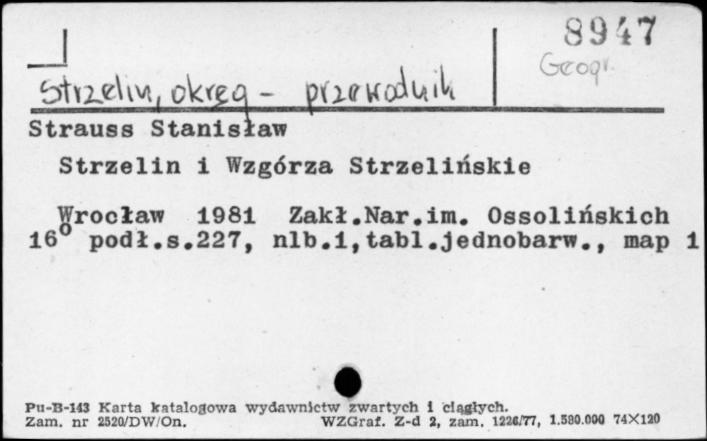 8947
Geogr.
Strzelin, okręg - przewodnik
Strauss Stanisław
Strzelin i Wzgórza Strzelińskie
Wrocław 1981 Zakł.Nar.im. Ossolińskich
16° podł.s.227, nlb.1,tabl.jednobarw., map 1
Pu-B-143 Karta katalogowa wydawnictw zwartych i ciągłych.
Zam. nr 2520/DW/On. WZGraf. Z-d 2, zam. 1226/77, 1.580.000 74X120